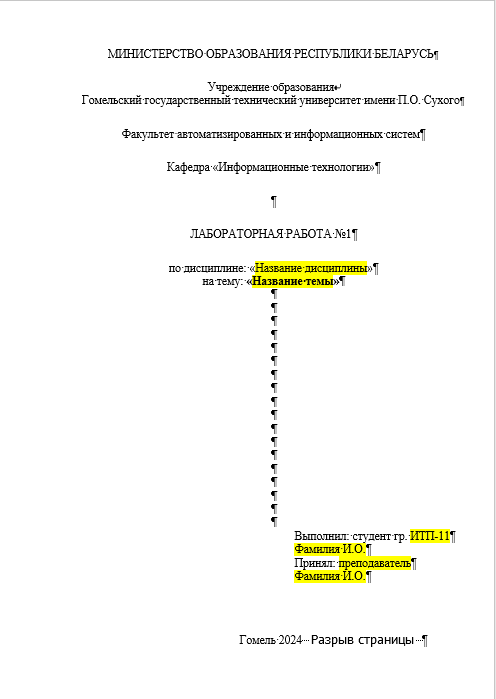 МИНИСТЕРСТВО ОБРАЗОВАНИЯ РЕСПУБЛИКИ БЕЛАРУСЬ
Учреждение образования
Гомельский государственный технический университет имени П.О. Сухого
Факультет автоматизированных и информационных систем
Кафедра «Информационные технологии»
ЛАБОРАТОРНАЯ РАБОТА №1
по дисциплине: «Название дисциплины»
на тему: «Название темы»
Выполнил: студент гр. ИТП-11
Фамилия И.О.
Принял: преподаватель
Фамилия И.О.
Гомель 2024 Разрыв страницы